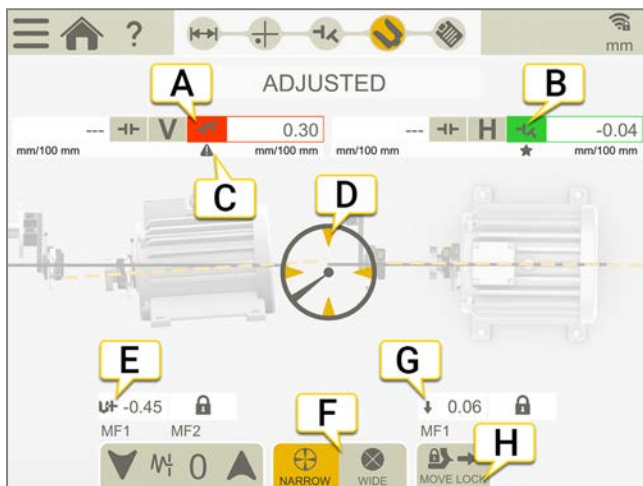 ?
mm
ADJUSTED
A
B
--- V 0.30
--- H -0.04
mm/100 mm mm/100 mm mm/100 mm mm/100 mm
C
D
E
G
-0.45
0.06
F
MF1 MF2
MF1
H
0
NARROW WIDE MOVE LOCK